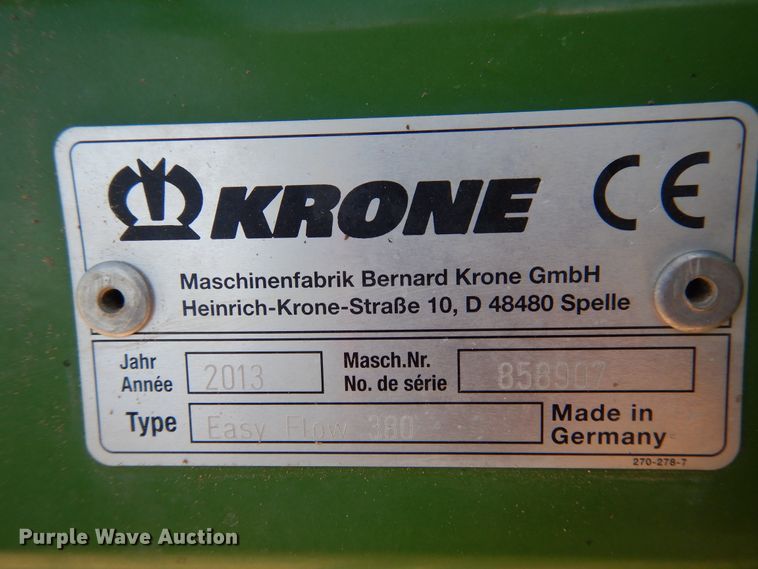 KRONE CE
Maschinenfabrik Bernard Krone GmbH
Heinrich-Krone-Straße 10, D 48480 Spelle
Jahr
Année
2013
Masch.Nr.
No. de série
858907
Type
Easy Flow 380
Made in
Germany
270-278-7
Purple Wave Auction